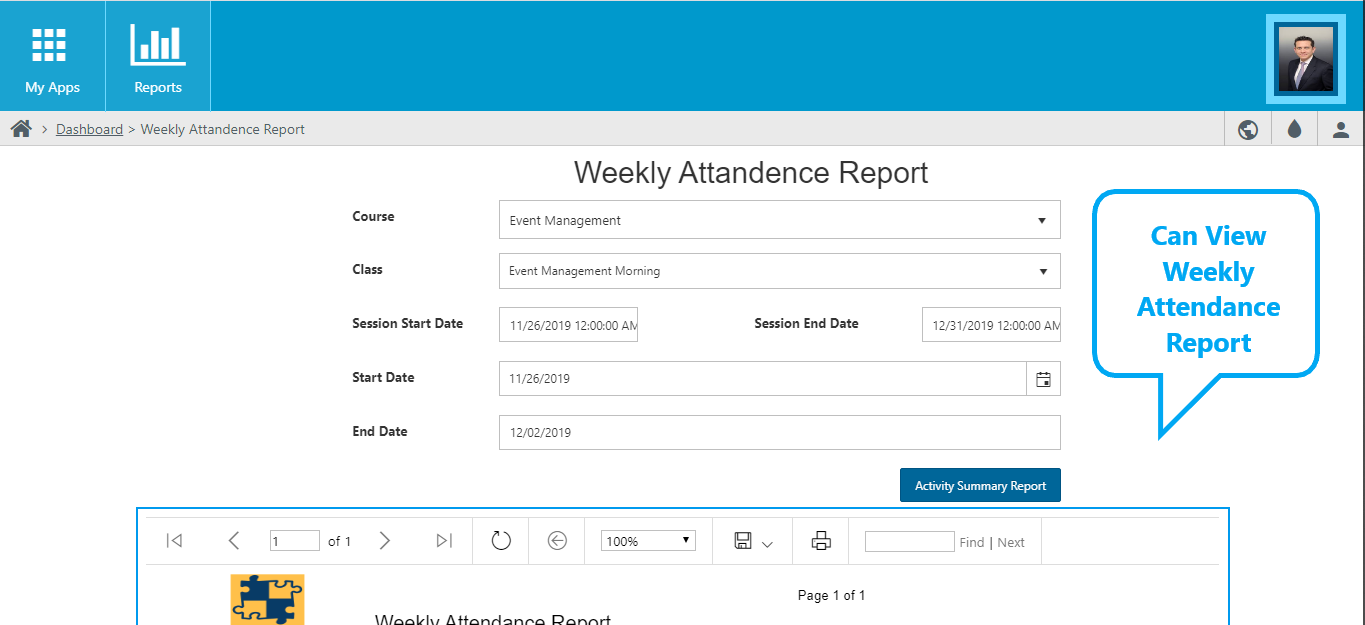 My Apps
Reports
> Dashboard > Weekly Attandence Report
Weekly Attandence Report
Course
Event Management
Class
Event Management Morning
Session Start Date
11/26/2019 12:00:00 AM
Session End Date
12/31/2019 12:00:00 AM
Start Date
11/26/2019
End Date
12/02/2019
Activity Summary Report
Can View
Weekly
Attendance
Report
1 of 1
100%
Find | Next
Page 1 of 1
Weekly Attendance Report